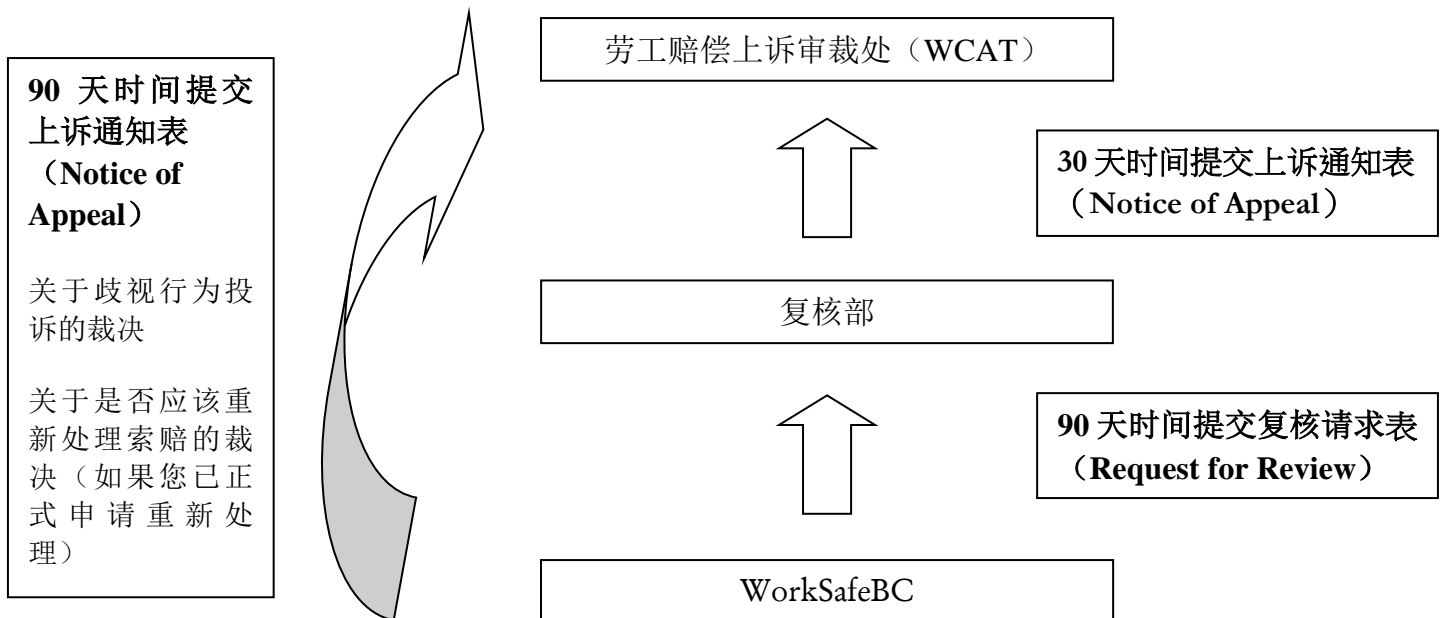 90 天时间提交
上诉通知表
（Notice of
Appeal）
关于歧视行为投
诉的裁决
关于是否应该重
新处理索赔的裁
决（如果您已正
式申请重新处
理）
劳工赔偿上诉审裁处（WCAT）
30 天时间提交上诉通知表
（Notice of Appeal）
复核部
90 天时间提交复核请求表
（Request for Review）
WorkSafeBC